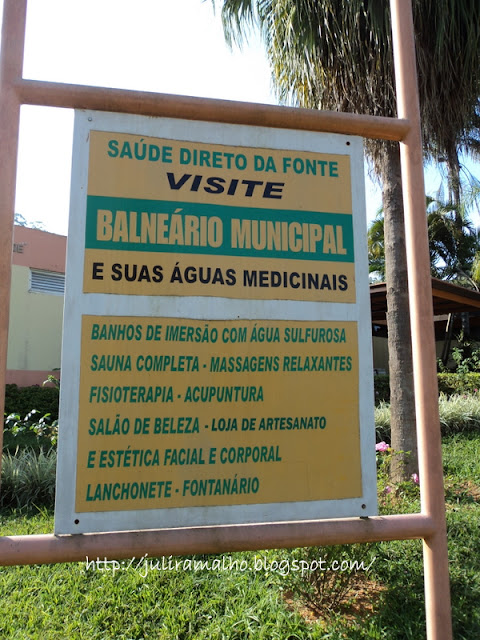 SAÚDE DIRETO DA FONTE
VISITE
BALNEÁRIO MUNICIPAL
E SUAS ÁGUAS MEDICINAIS
BANHOS DE IMERSÃO COM ÁGUA SULFUROSA
SAUNA COMPLETA - MASSAGENS RELAXANTES
FISIOTERAPIA - ACUPUNTURA
SALÃO DE BELEZA - LOJA DE ARTESANATO
E ESTÉTICA FACIAL E CORPORAL
LANCHONETE - FONTANÁRIO
http://juliramalho.blogspot.com/